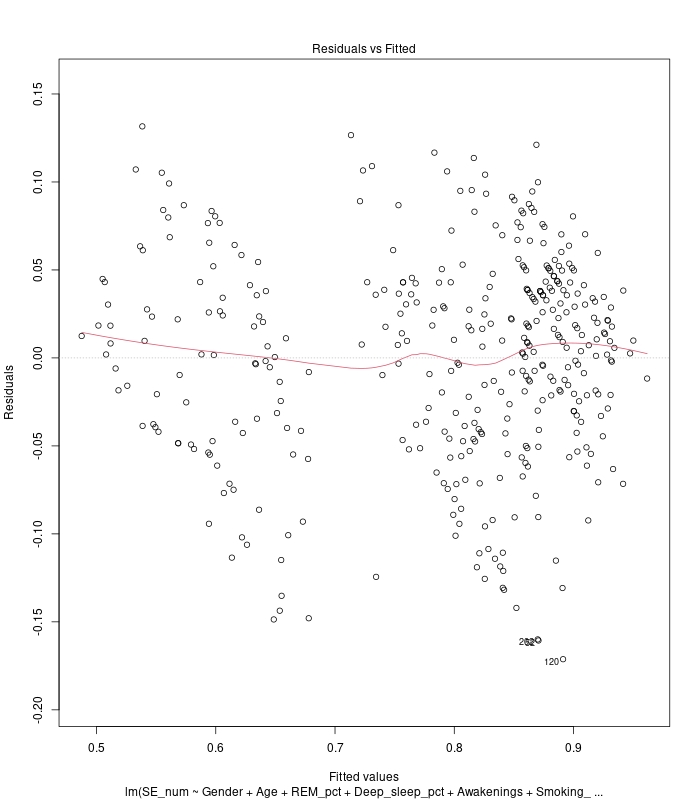 Residuals vs Fitted
Residuals
0.15
0.10
0.05
0.00
-0.05
-0.10
-0.15
-0.20
120
0.5 0.6 0.7 0.8 0.9
Fitted values
lm(SE_num ~ Gender + Age + REM_pct + Deep_sleep_pct + Awakenings + Smoking_ ...